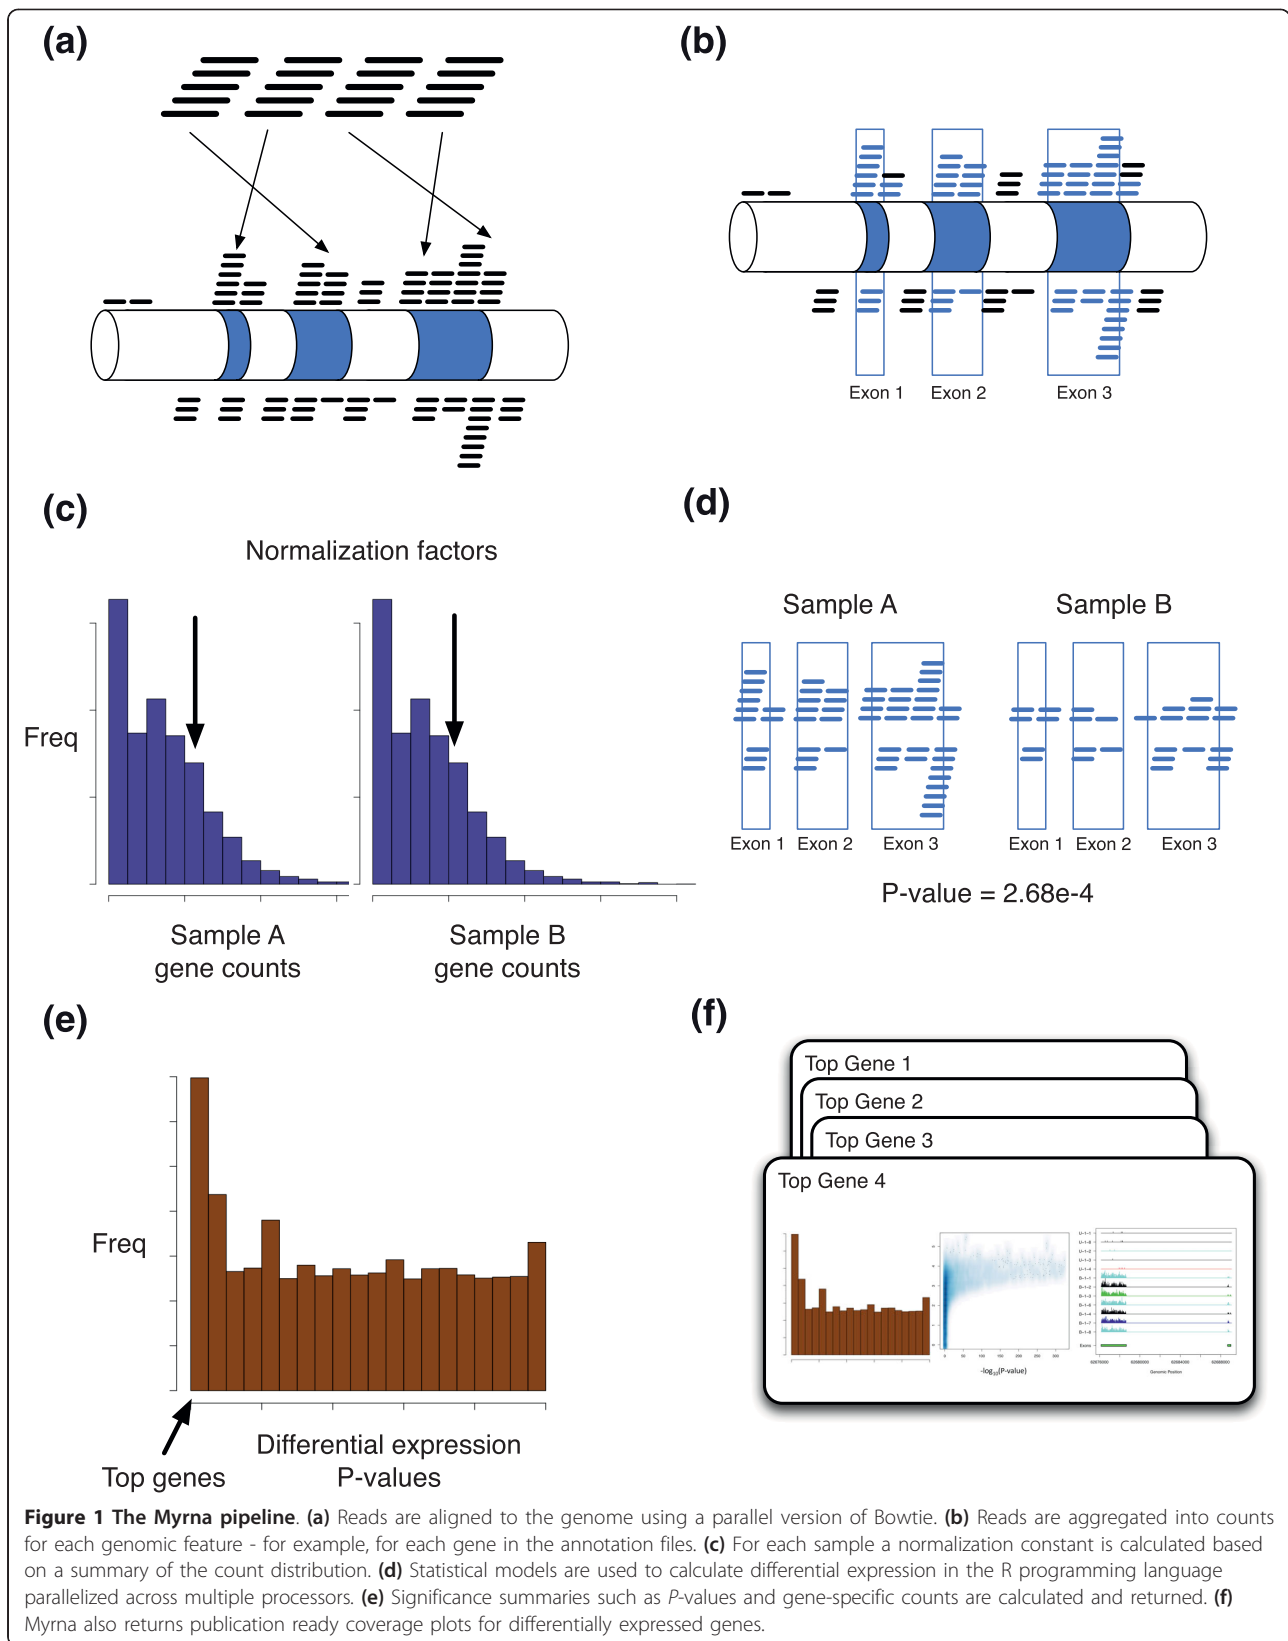 (a)
(b)
Exon 1 Exon 2 Exon 3
(c)
Normalization factors
Freq
Sample A
gene counts
Sample B
gene counts
(d)
Sample A
Sample B
Exon 1 Exon 2 Exon 3
Exon 1 Exon 2 Exon 3
P-value = 2.68e-4
(e)
Freq
Top genes
Differential expression
P-values
(f)
Top Gene 1
Top Gene 2
Top Gene 3
Top Gene 4
-log10(P-value)
Exons
Genomic Position
Figure 1 The Myrna pipeline. (a) Reads are aligned to the genome using a parallel version of Bowtie. (b) Reads are aggregated into counts
for each genomic feature - for example, for each gene in the annotation files. (c) For each sample a normalization constant is calculated based
on a summary of the count distribution. (d) Statistical models are used to calculate differential expression in the R programming language
parallelized across multiple processors. (e) Significance summaries such as P-values and gene-specific counts are calculated and returned. (f)
Myrna also returns publication ready coverage plots for differentially expressed genes.